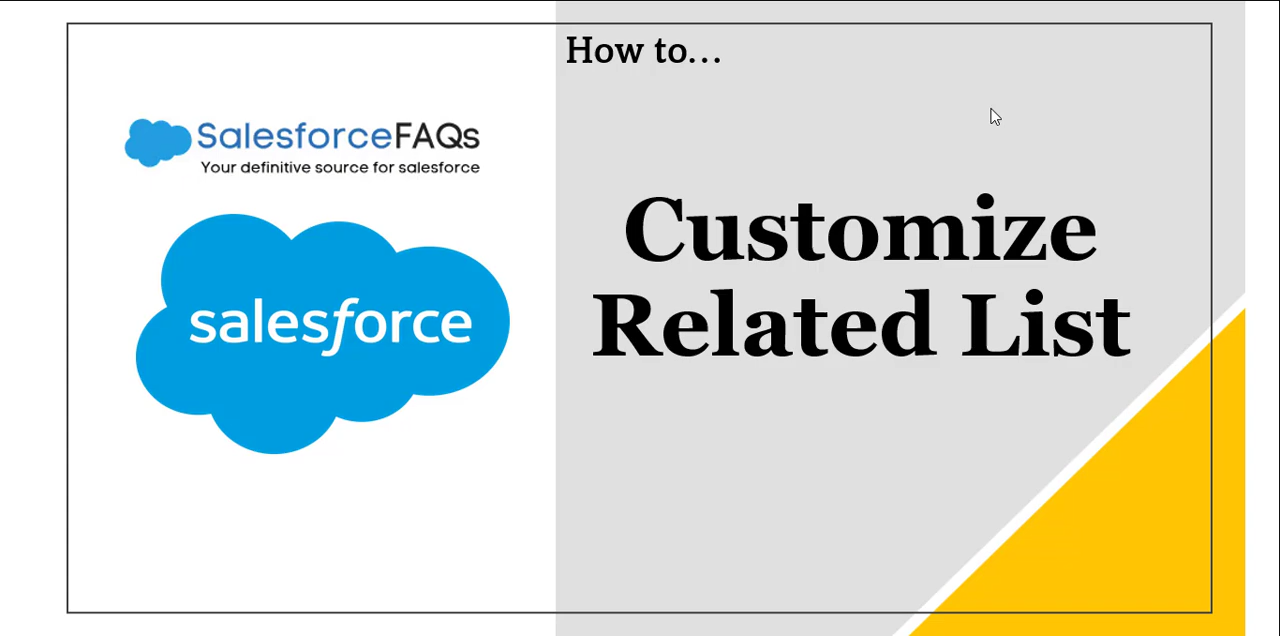 How to...
SalesforceFAQs
Your definitive source for salesforce
salesforce
Customize
Related List